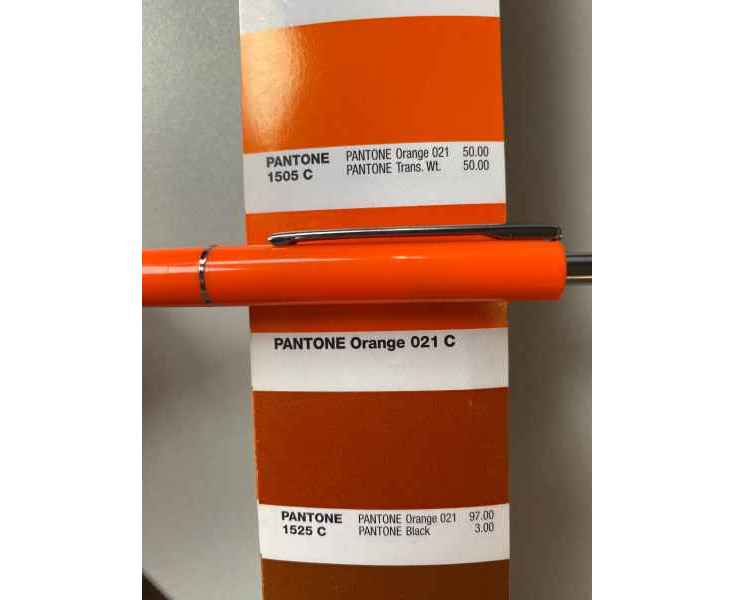 PANTONE
1505 C
PANTONE Orange 021 50.00
PANTONE Trans. Wt. 50.00
PANTONE Orange 021 C
PANTONE
1525 C
PANTONE Orange 021 97.00
PANTONE Black 3.00